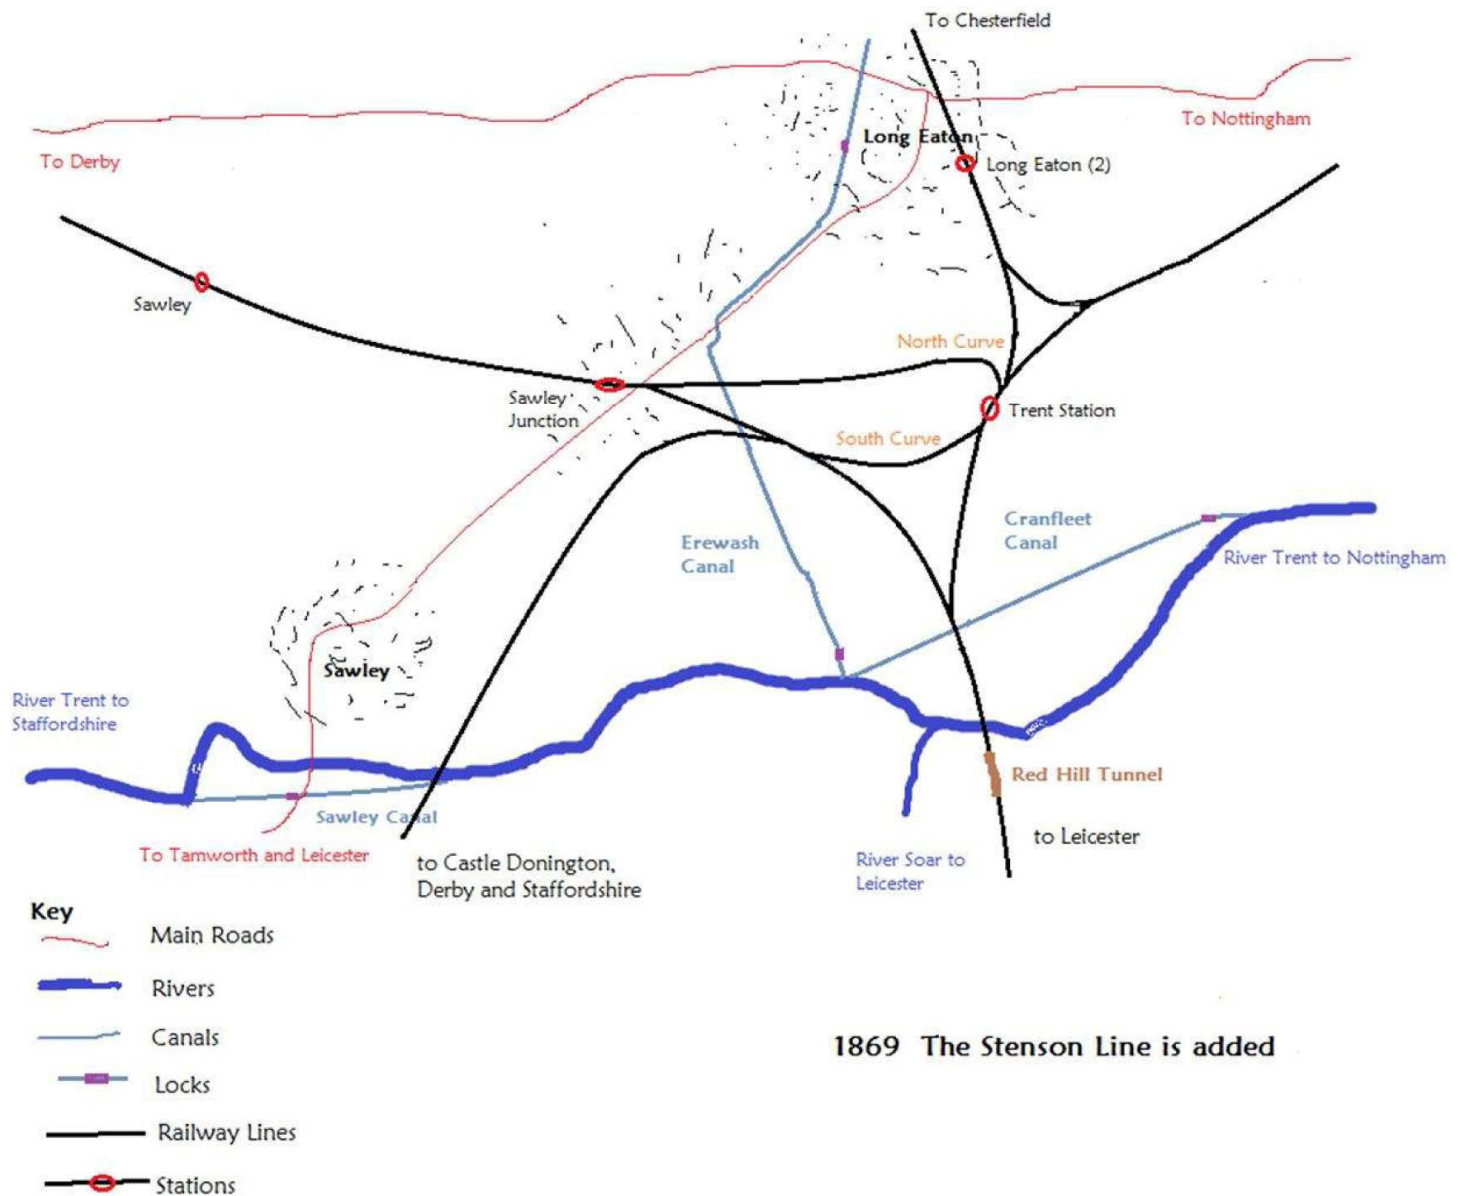 To Chesterfield
To Nottingham
To Derby
Long Eaton
Long Eaton (2)
Sawley
North Curve
Sawley
Junction
Trent Station
South Curve
Cranfleet
Canal
Erewash
Canal
River Trent to Nottingham
Sawley
River Trent to
Staffordshire
Red Hill Tunnel
Sawley Canal
to Leicester
To Tamworth and Leicester
to Castle Donington,
Derby and Staffordshire
River Soar to
Leicester
Key
Main Roads
Rivers
Canals
Locks
Railway Lines
Stations
1869 The Stenson Line is added